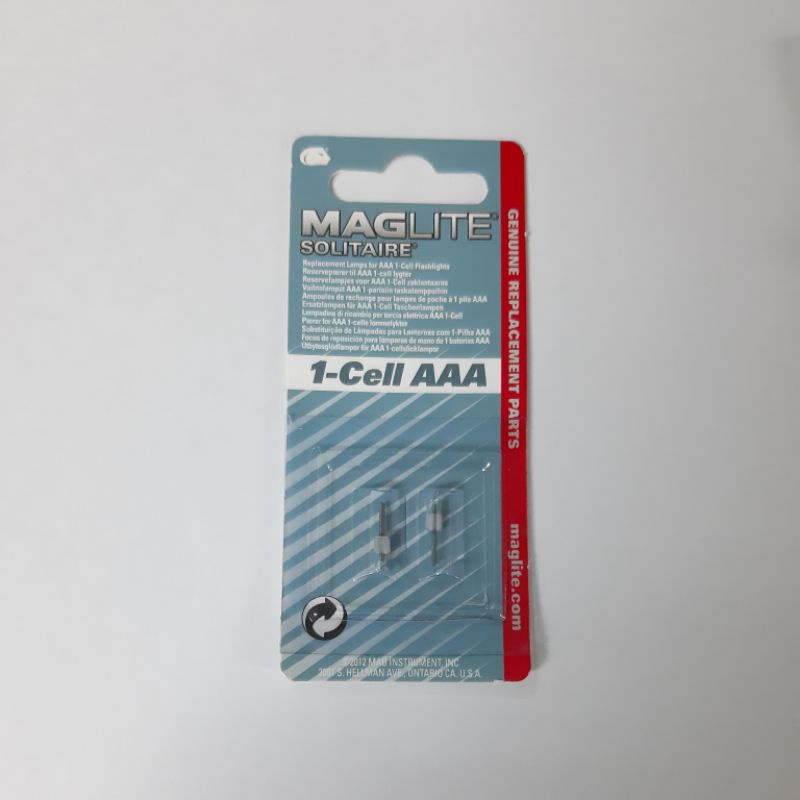 MAGLITE®
SOLITAIRE®
Replacement Lamps for AAA 1-Cell Flashlights
Reservepærer til AAA 1-cell lygter
Reservelampjes voor AAA 1-Cell zaklantaarns
Vaihtolamput AAA 1-parisiin taskulamppuihin
Ampoules de rechange pour lampes de poche à 1 pile AAA
Ersatzlampen für AAA 1-Cell Taschenlampen
Lampadine di ricambio per torcia elettrica AAA 1-Cell
Pærer for AAA 1-celle lommelykter
Substituição de Lâmpadas para Lanternas com 1-Pilha AAA
Focos de reposición para lámparas de mano de 1 baterías AAA
Utbytesglödlampor för AAA 1-cellsficklampor
1-Cell AAA
GENUINE REPLACEMENT PARTS
maglite.com
©2012 MAG INSTRUMENT, INC
2001 S. HELLMAN AVE., ONTARIO CA. U.S.A.